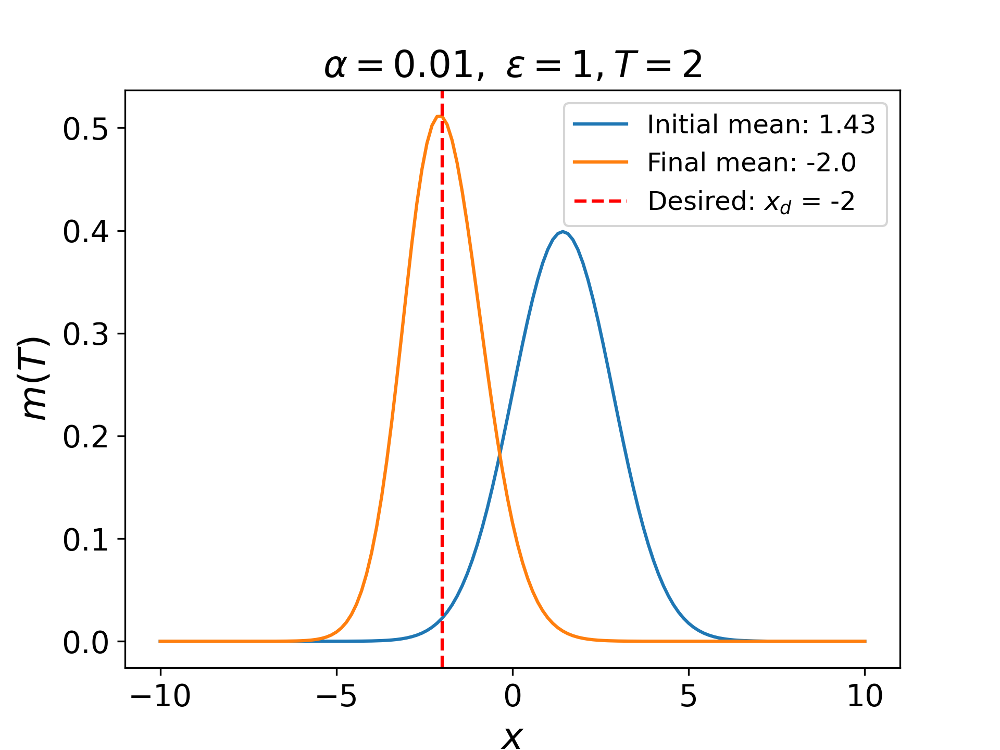 α = 0.01, ε = 1, T = 2
Initial mean: 1.43
Final mean: -2.0
Desired: x_d = -2
m(T)
0.5
0.4
0.3
0.2
0.1
0.0
−10 −5 0 5 10
x